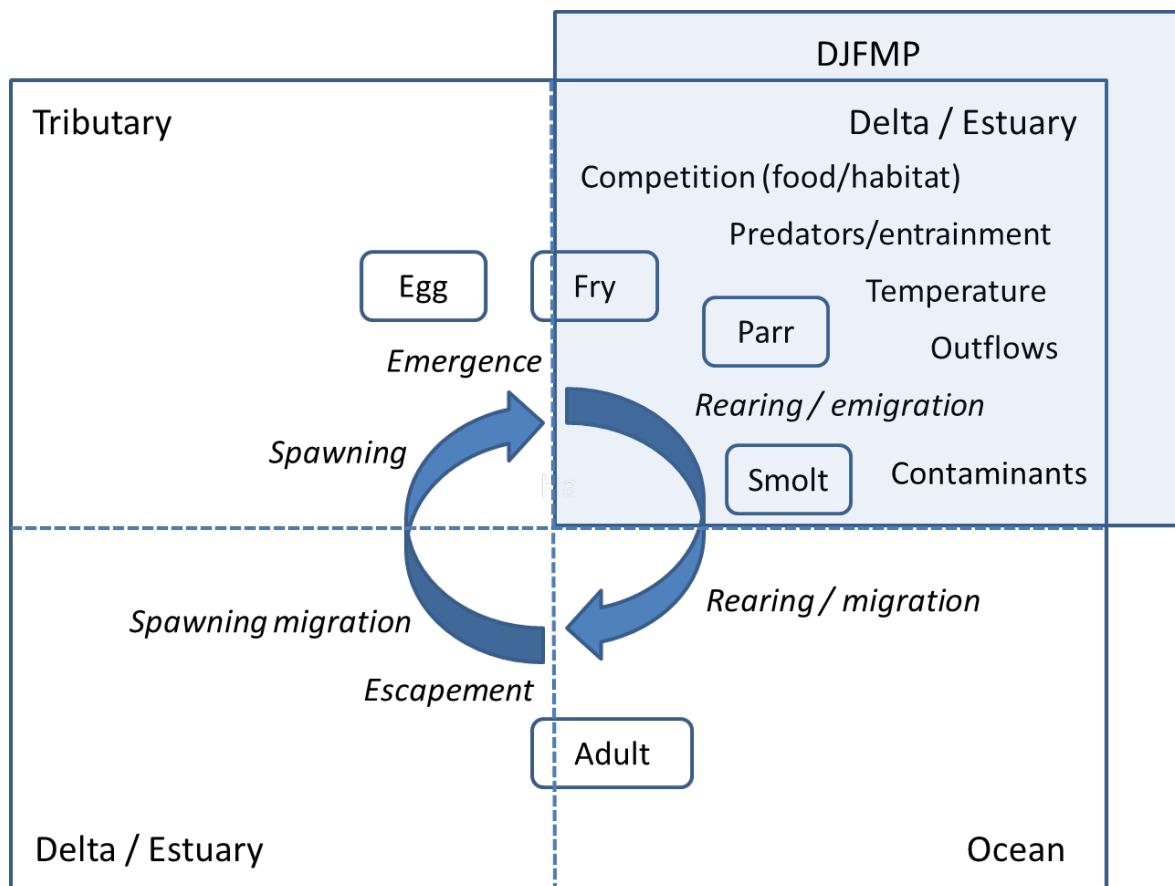 DJFMP
Tributary
Delta / Estuary
Competition (food/habitat)
Predators/entrainment
Egg
Fry
Temperature
Parr
Outflows
Emergence
Rearing / emigration
Spawning
Contaminants
Smolt
Spawning migration
Rearing / migration
Escapement
Adult
Delta / Estuary
Ocean